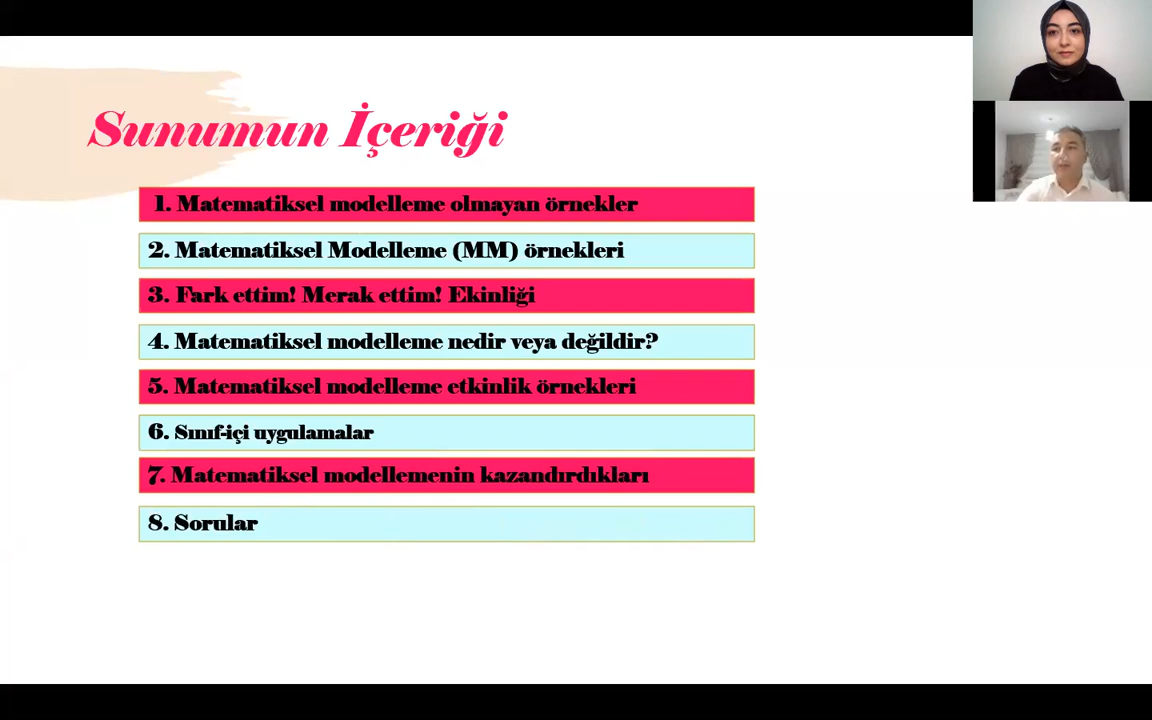 Sunumun İçeriği
1. Matematiksel modelleme olmayan örnekler
2. Matematiksel Modelleme (MM) örnekleri
3. Fark ettim! Merak ettim! Ekinliği
4. Matematiksel modelleme nedir veya değildir?
5. Matematiksel modelleme etkinlik örnekleri
6. Sınıf-içi uygulamalar
7. Matematiksel modellemenin kazandırdıkları
8. Sorular